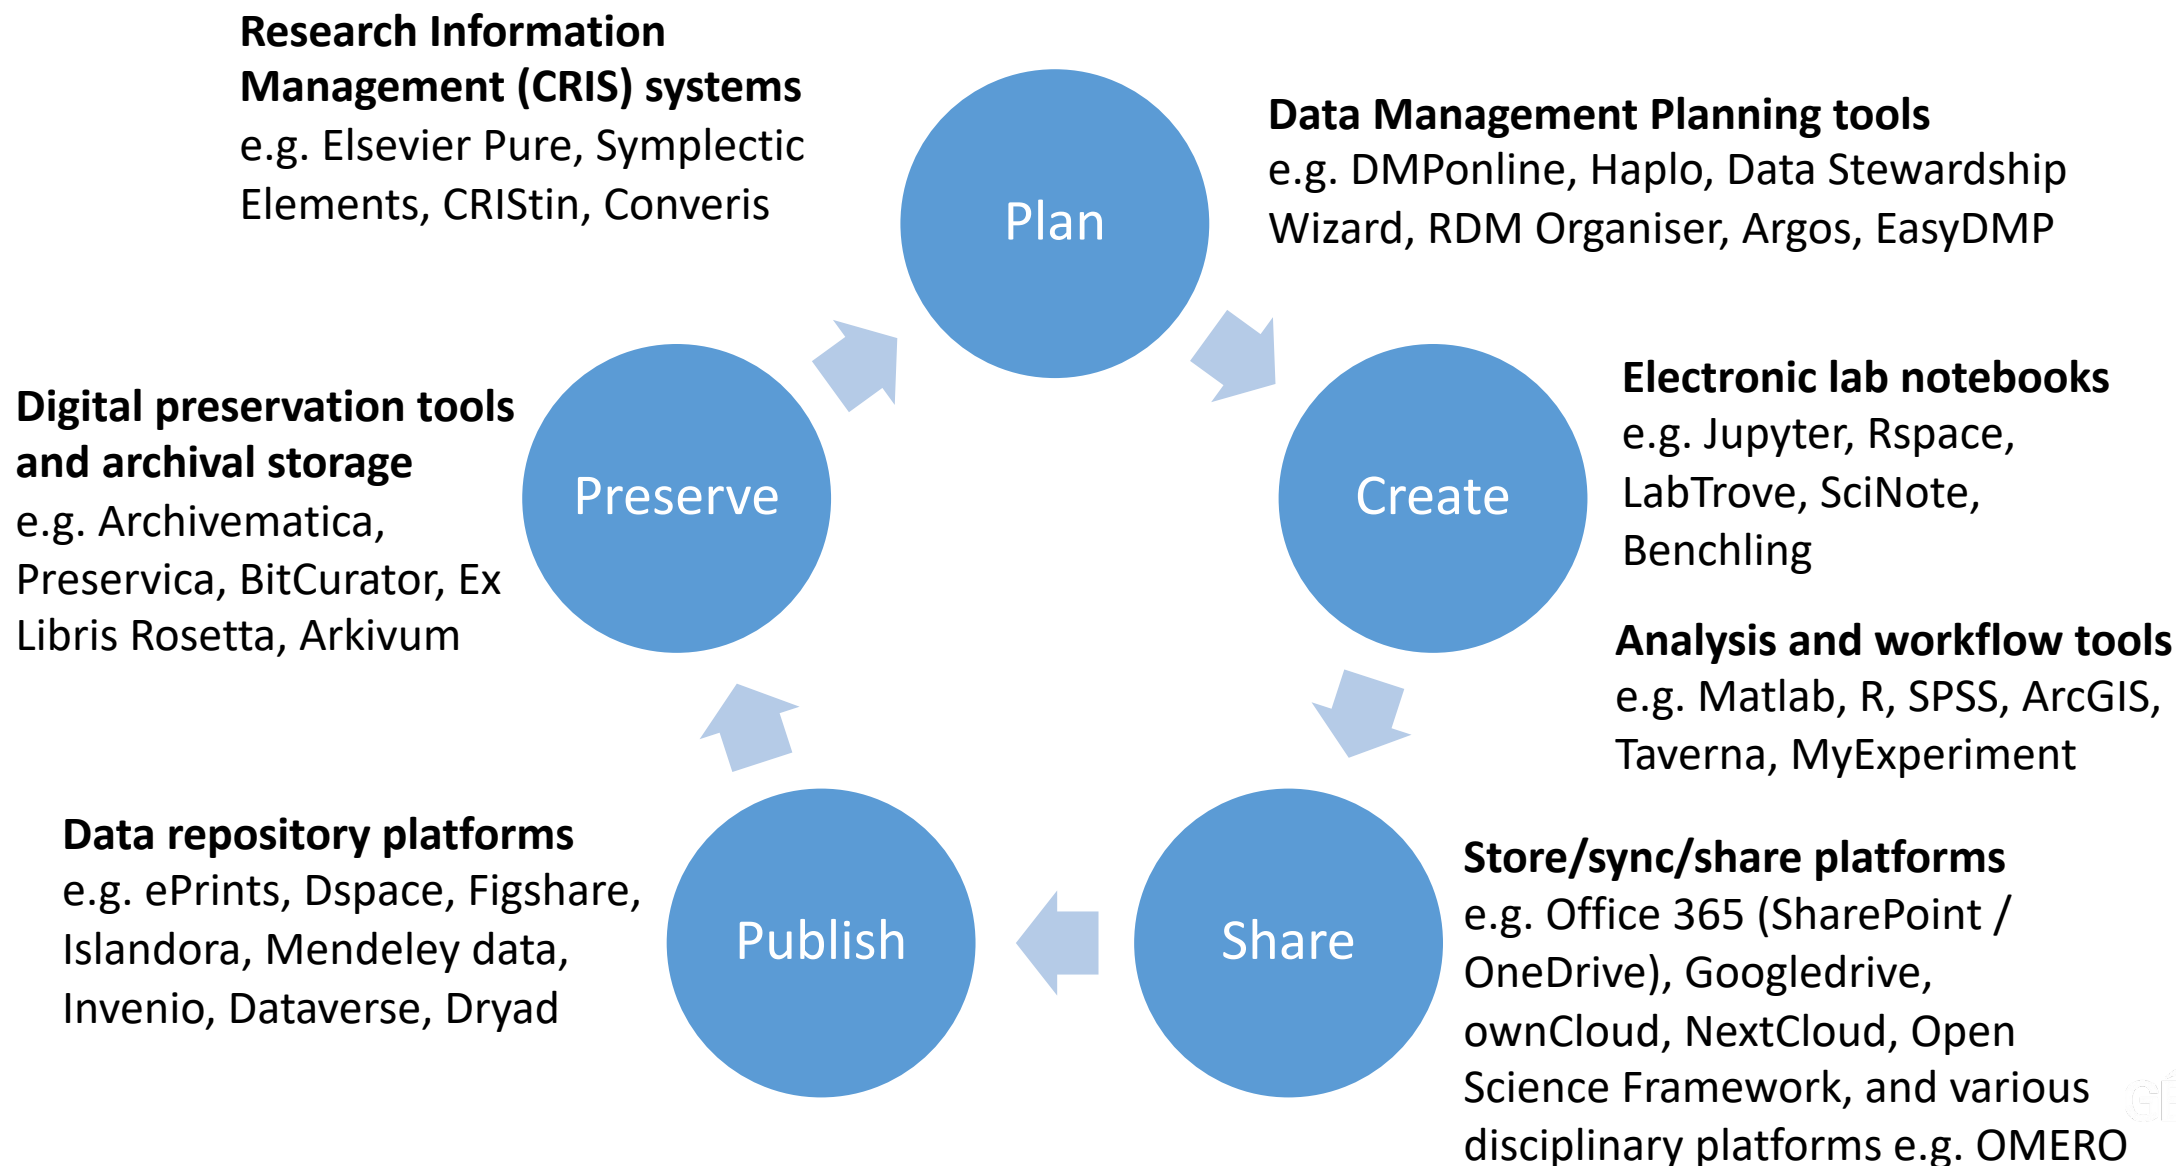 Research Information
Management (CRIS) systems
e.g. Elsevier Pure, Symplectic
Elements, CRIStin, Converis
Plan
Data Management Planning tools
e.g. DMPonline, Haplo, Data Stewardship
Wizard, RDM Organiser, Argos, EasyDMP
Create
Electronic lab notebooks
e.g. Jupyter, Rspace,
LabTrove, SciNote,
Benchling
Analysis and workflow tools
e.g. Matlab, R, SPSS, ArcGIS,
Taverna, MyExperiment
Share
Store/sync/share platforms
e.g. Office 365 (SharePoint /
OneDrive), Googledrive,
ownCloud, NextCloud, Open
Science Framework, and various
disciplinary platforms e.g. OMERO
Publish
Data repository platforms
e.g. ePrints, Dspace, Figshare,
Islandora, Mendeley data,
Invenio, Dataverse, Dryad
Preserve
Digital preservation tools
and archival storage
e.g. Archivematica,
Preservica, BitCurator, Ex
Libris Rosetta, Arkivum